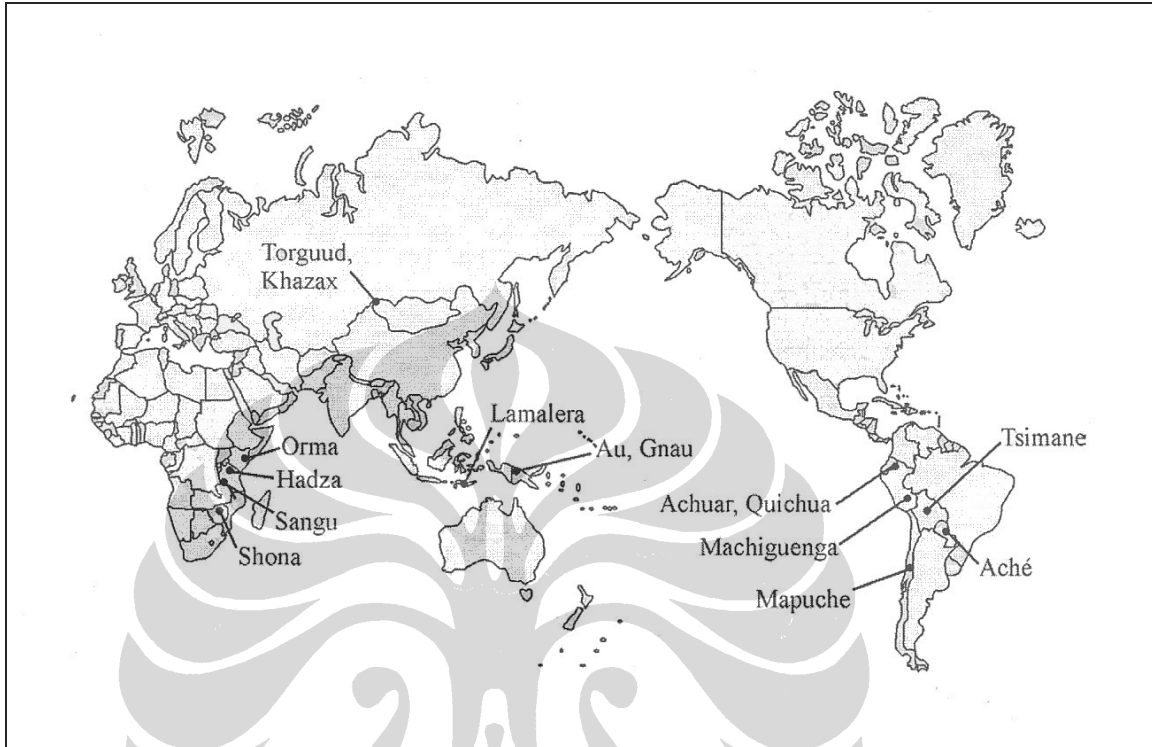 Torguud,
Khazax
Lamalera
Orma
Au, Gnau
Tsimane
Hadza
Achuar, Quichua
Sangu
Machiguenga
Shona
Aché
Mapuche